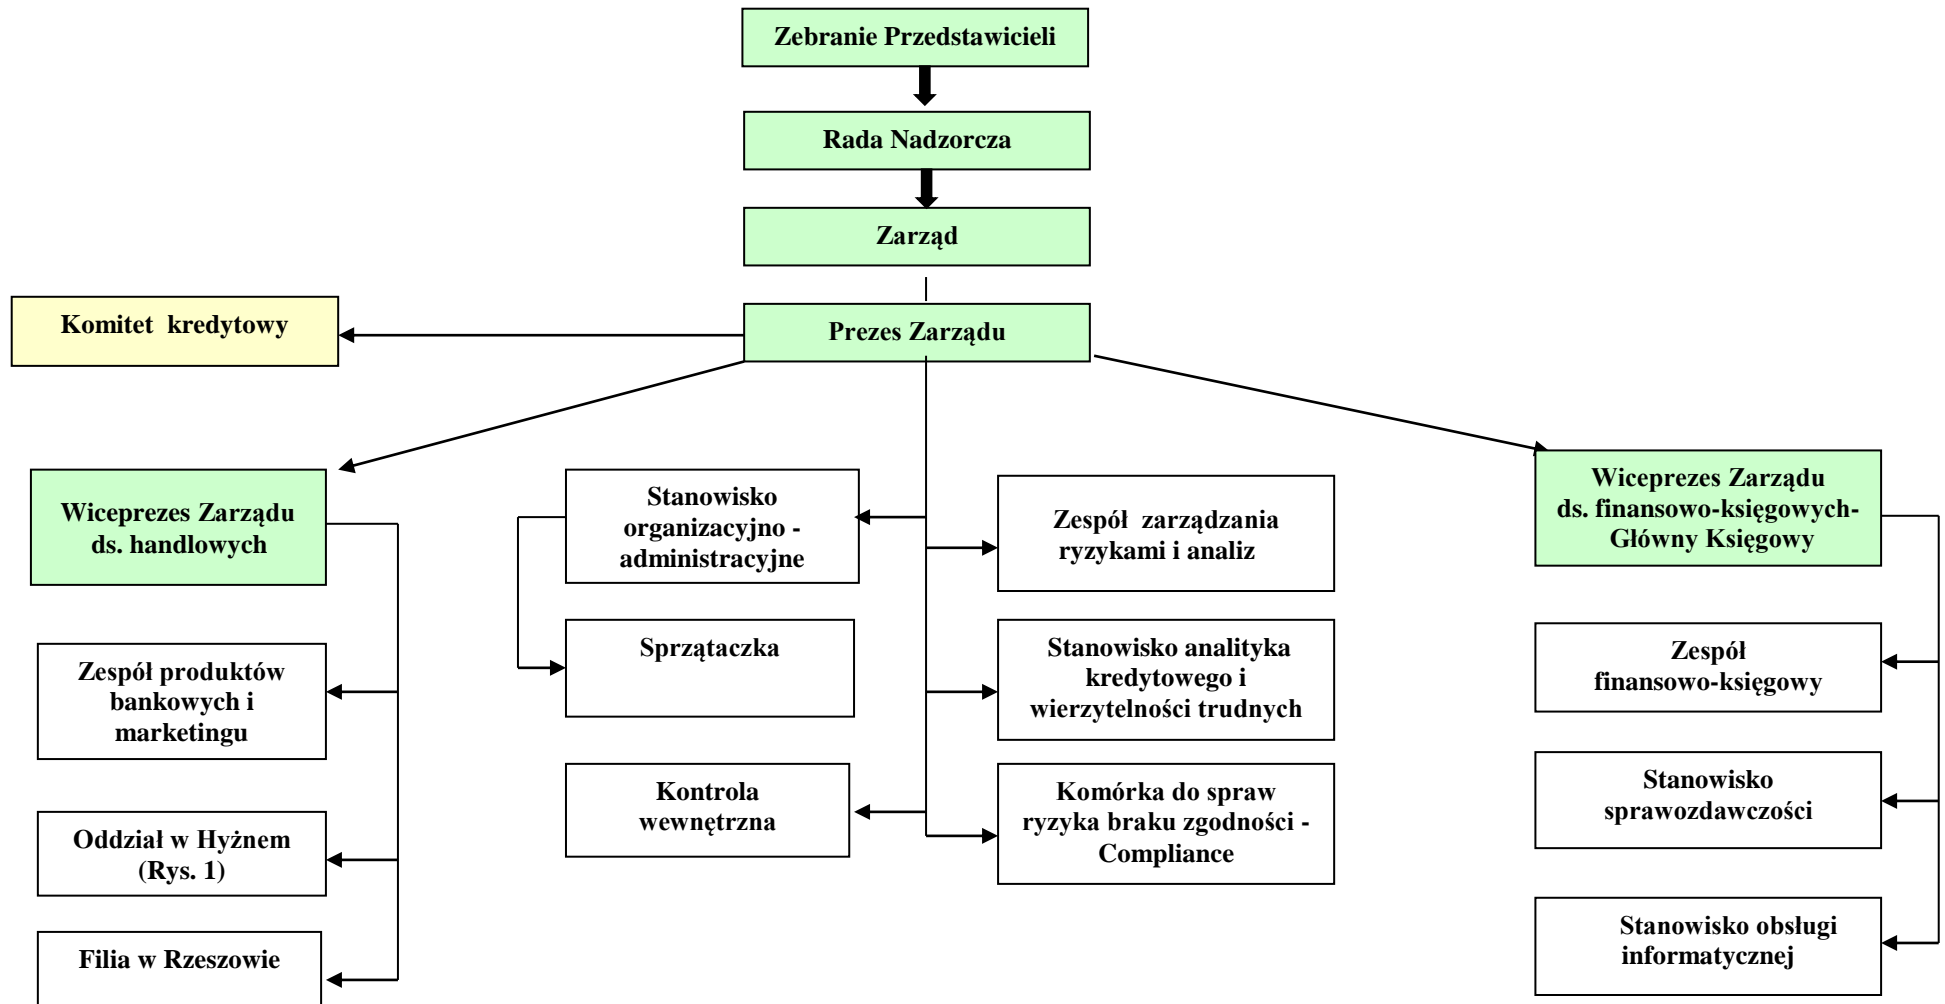 Zebranie Przedstawicieli
Rada Nadzorcza
Zarząd
Komitet kredytowy
Prezes Zarządu
Wiceprezes Zarządu
ds. handlowych
Zespół produktów
bankowych i
marketingu
Oddział w Hyżnem
(Rys. 1)
Filia w Rzeszowie
Stanowisko
organizacyjno -
administracyjne
Sprzątaczka
Kontrola
wewnętrzna
Zespół zarządzania
ryzykami i analiz
Stanowisko analityka
kredytowego i
wierzytelności trudnych
Komórka do spraw
ryzyka braku zgodności -
Compliance
Wiceprezes Zarządu
ds. finansowo-księgowych-
Główny Księgowy
Zespół
finansowo-księgowy
Stanowisko
sprawozdawczości
Stanowisko obsługi
informatycznej